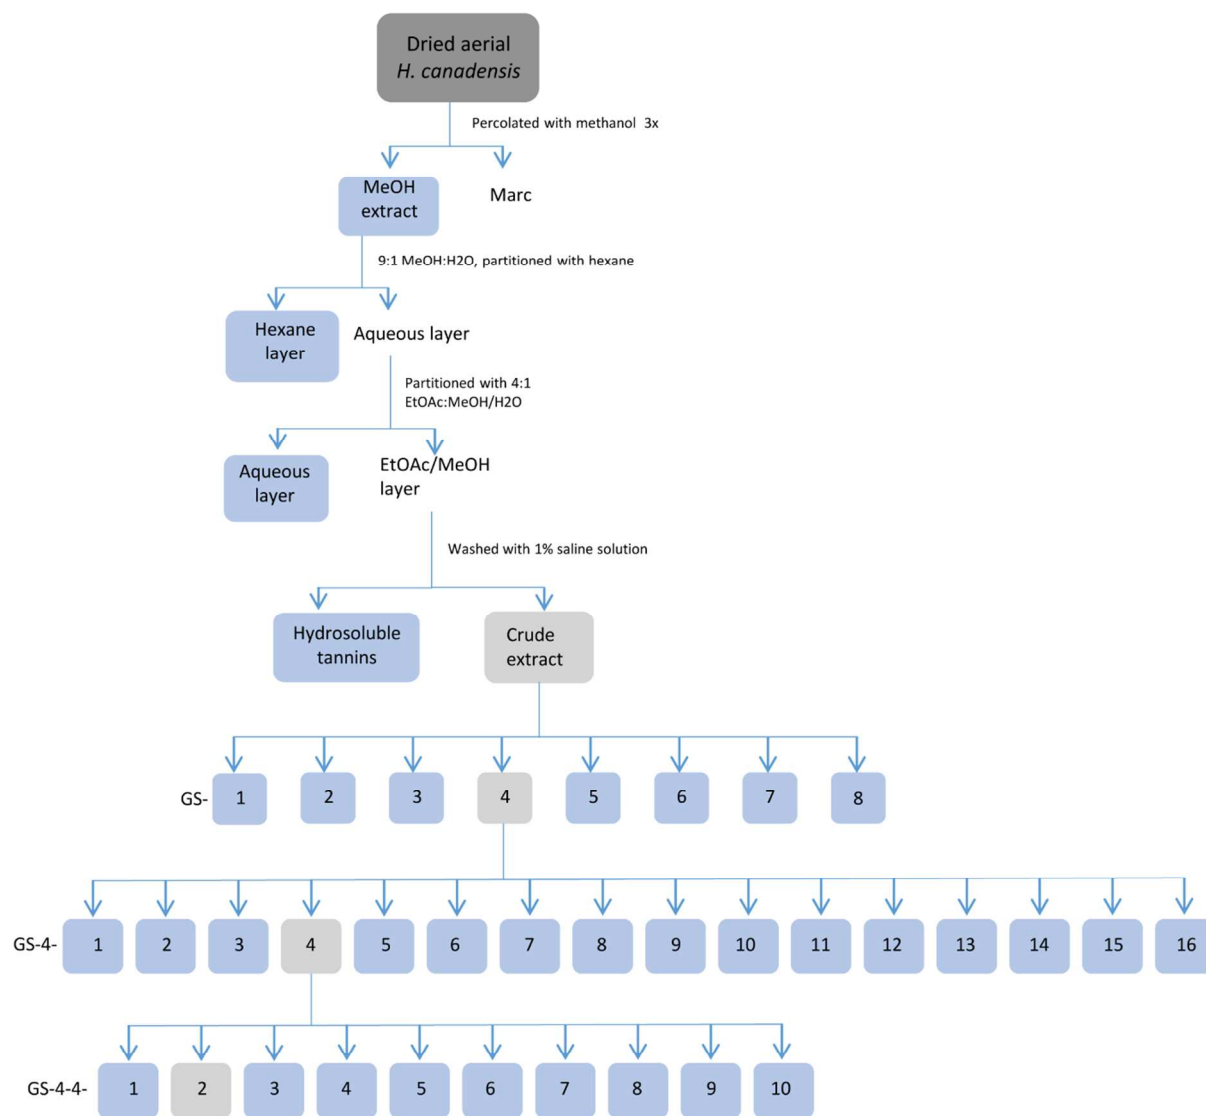 Dried aerial
H. canadensis
Percolated with methanol 3x
MeOH
extract
Marc
9:1 MeOH:H2O, partitioned with hexane
Hexane
layer
Aqueous layer
Partitioned with 4:1
EtOAc:MeOH/H2O
Aqueous
layer
EtOAc/MeOH
layer
Washed with 1% saline solution
Hydrosoluble
tannins
Crude
extract
GS- 1 2 3 4 5 6 7 8
GS-4- 1 2 3 4 5 6 7 8 9 10 11 12 13 14 15 16
GS-4-4- 1 2 3 4 5 6 7 8 9 10